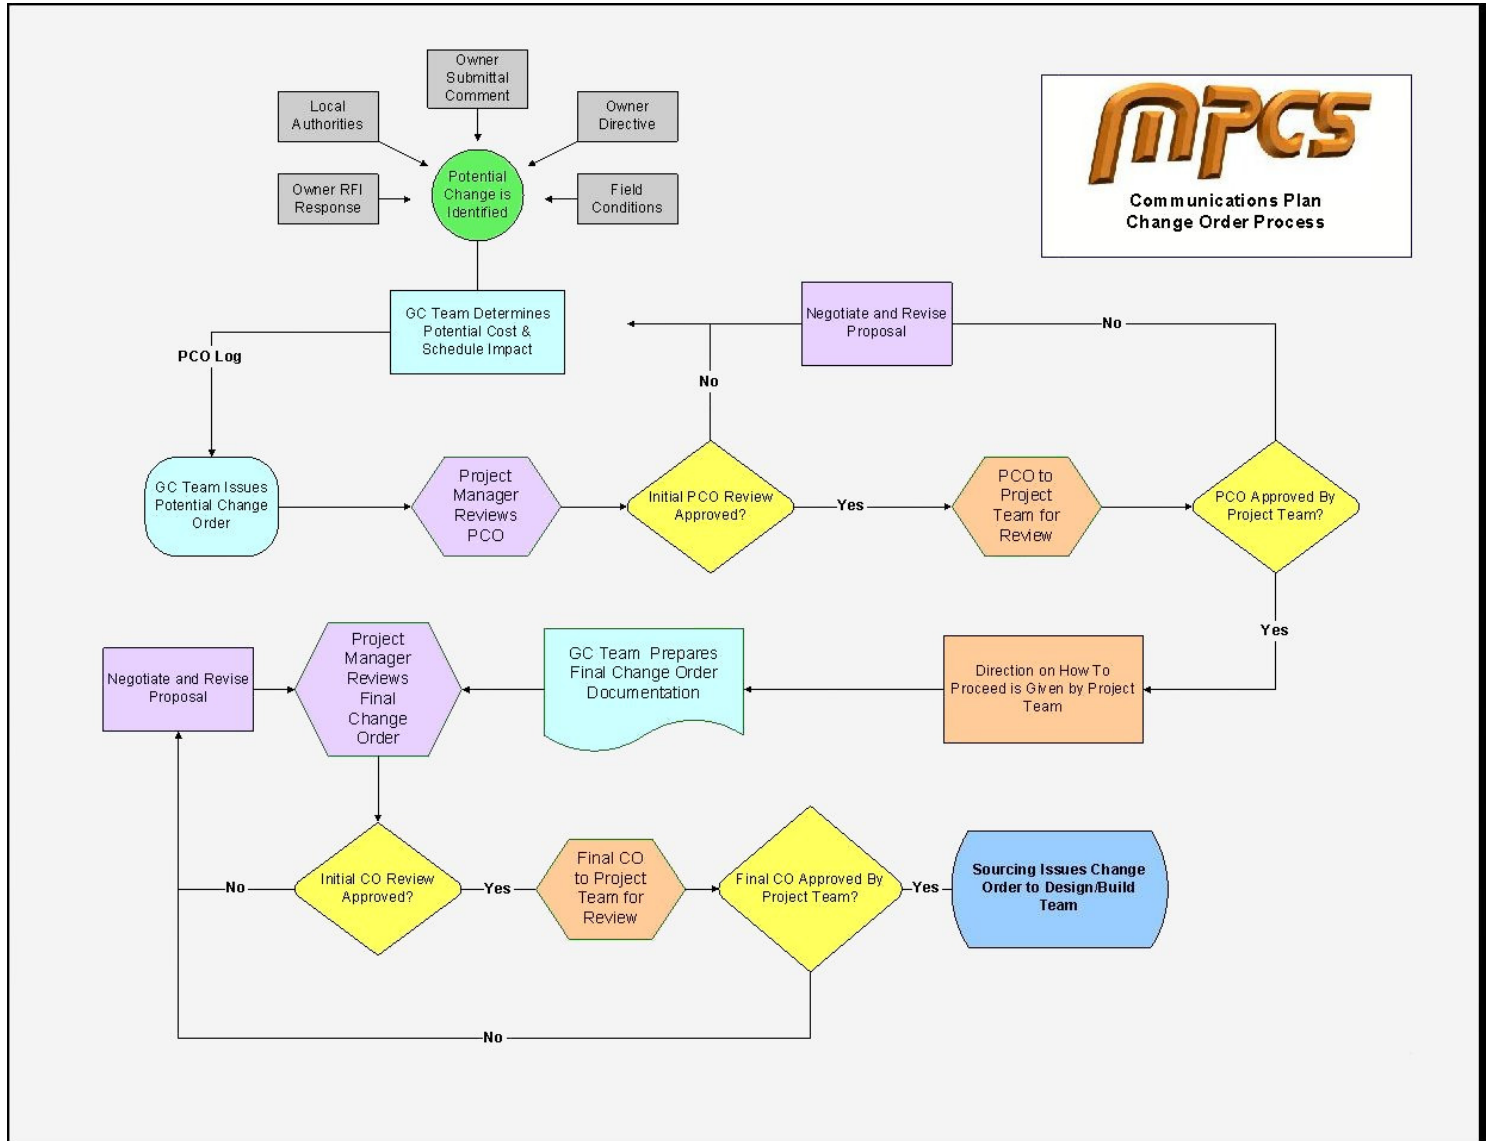 Owner
Submittal
Comment
Local
Authorities
Owner
Directive
MPCS
Communications Plan
Change Order Process
Owner RFI
Response
Potential
Change is
Identified
Field
Conditions
GC Team Determines
Potential Cost &
Schedule Impact
Negotiate and Revise
Proposal
No
PCO Log
No
GC Team Issues
Potential Change
Order
Project
Manager
Reviews
PCO
Initial PCO Review
Approved?
Yes
PCO to
Project
Team for
Review
PCO Approved By
Project Team?
Yes
Negotiate and Revise
Proposal
Project
Manager
Reviews
Final
Change
Order
GC Team Prepares
Final Change Order
Documentation
Direction on How To
Proceed is Given by Project
Team
No
Initial CO Review
Approved?
Yes
Final CO
to Project
Team for
Review
Final CO Approved By
Project Team?
Yes
Sourcing Issues Change
Order to Design/Build
Team
No